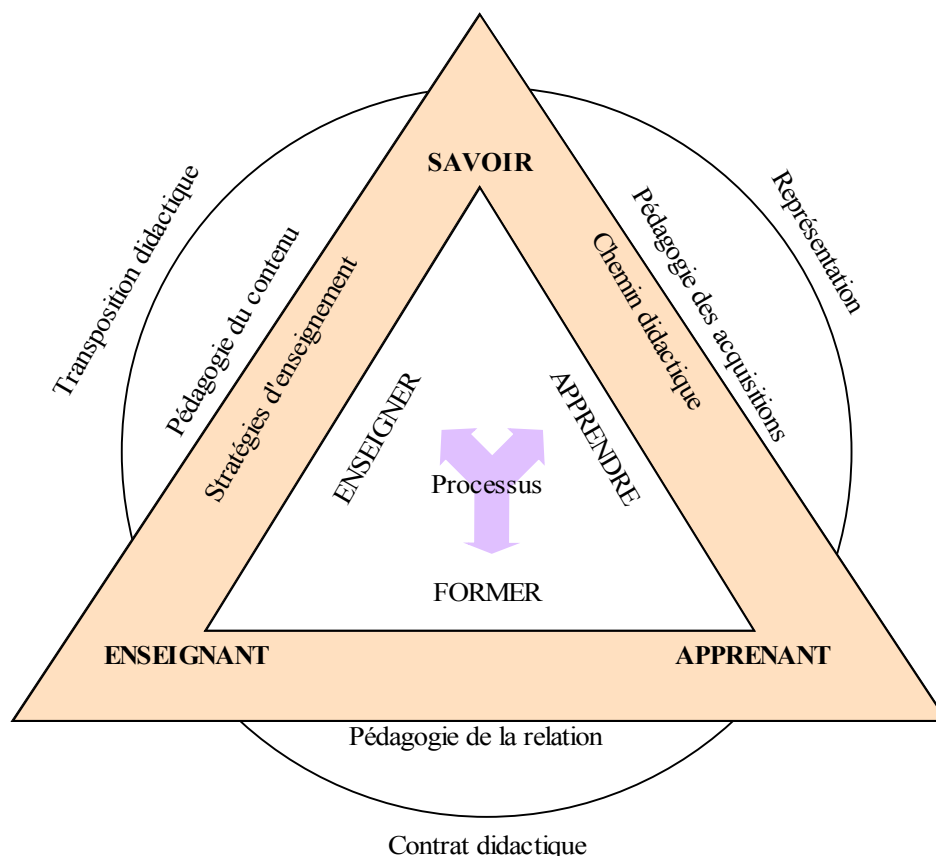 SAVOIR
Transposition didactique
Pédagogie du contenu
Stratégies d'enseignement
Chemin didactique
Pédagogie des acquisitions
Représentation
ENSEIGNER
APPRENDRE
Processus
FORMER
ENSEIGNANT
APPRENANT
Pédagogie de la relation
Contrat didactique